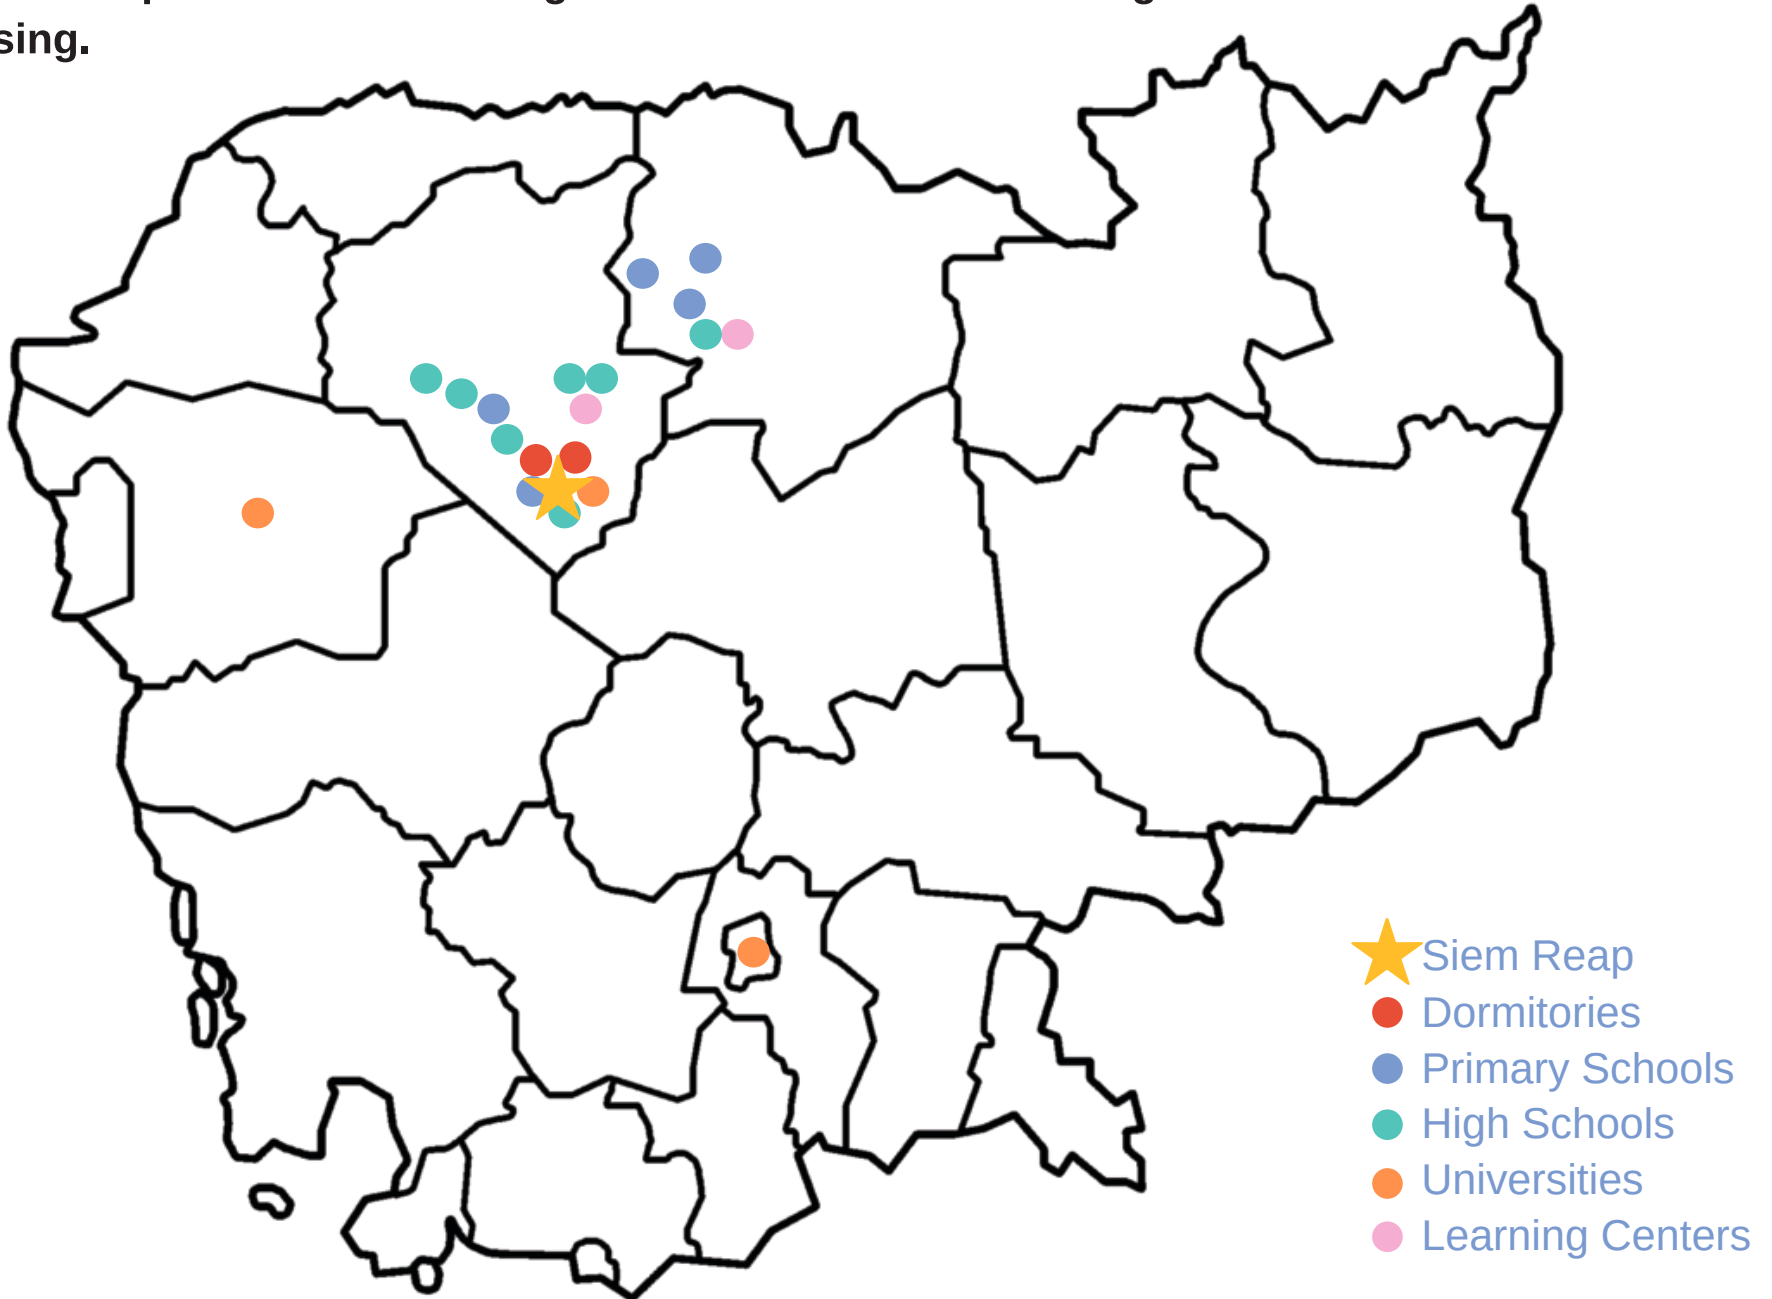 sing.
Siem Reap
Dormitories
Primary Schools
High Schools
Universities
Learning Centers